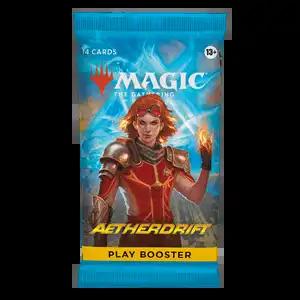 14 CARDS
13+
MAGIC
THE GATHERING
AETHERDRIFT
PLAY BOOSTER